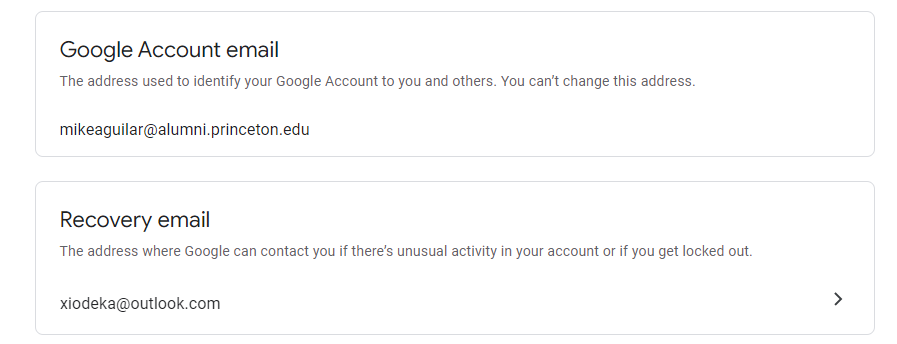 Google Account email
The address used to identify your Google Account to you and others. You can’t change this address.
mikeaguilar@alumni.princeton.edu
Recovery email
The address where Google can contact you if there’s unusual activity in your account or if you get locked out.
xiodeka@outlook.com